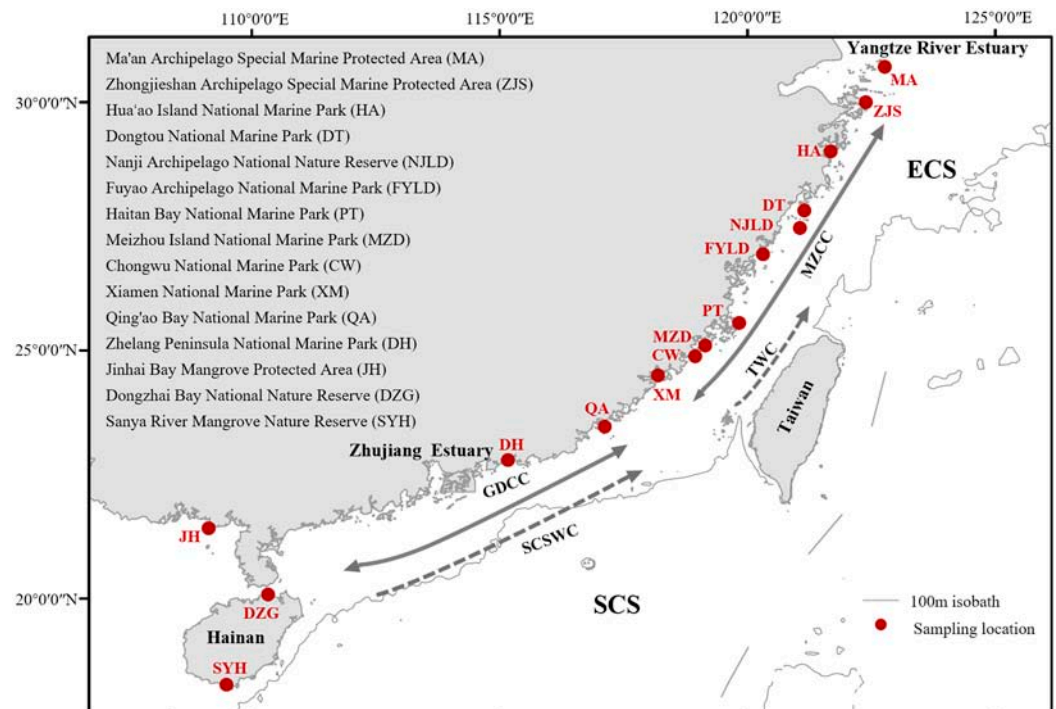 110°0'0"E
115°0'0"E
120°0'0"E
125°0'0"E
Yangtze River Estuary
Ma'an Archipelago Special Marine Protected Area (MA)
Zhongjieshan Archipelago Special Marine Protected Area (ZJS)
Hua'ao Island National Marine Park (HA)
Dongtou National Marine Park (DT)
Nanji Archipelago National Nature Reserve (NJLD)
Fuyao Archipelago National Marine Park (FYLD)
Haitan Bay National Marine Park (PT)
Meizhou Island National Marine Park (MZD)
Chongwu National Marine Park (CW)
Xiamen National Marine Park (XM)
Qing'ao Bay National Marine Park (QA)
Zhelang Peninsula National Marine Park (DH)
Jinhai Bay Mangrove Protected Area (JH)
Dongzhai Bay National Nature Reserve (DZG)
Sanya River Mangrove Nature Reserve (SYH)
30°0'0"N
25°0'0"N
20°0'0"N
MA
ZJS
HA
ECS
DT
NJLD
FYLD
MZCC
PT
MZD
CW
TWC
XM
Taiwan
QA
Zhujiang Estuary
DH
GDCC
SCSWC
JH
SCS
DZG
Hainan
SYH
100m isobath
Sampling location